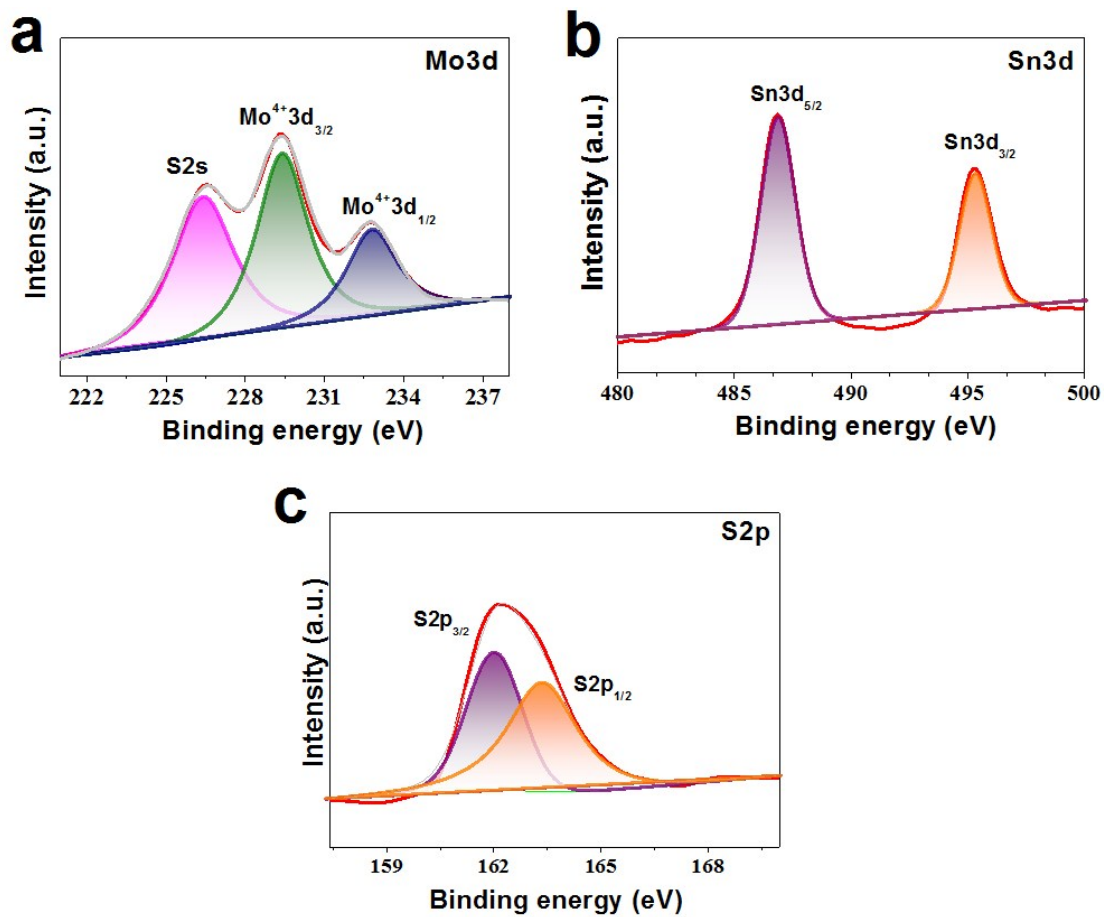 a
Mo3d
Intensity (a.u.)
S2s
Mo⁴⁺3d₃/₂
Mo⁴⁺3d₁/₂
222 225 228 231 234 237
Binding energy (eV)
b
Sn3d
Intensity (a.u.)
Sn3d₅/₂
Sn3d₃/₂
480 485 490 495 500
Binding energy (eV)
c
S2p
Intensity (a.u.)
S2p₃/₂
S2p₁/₂
159 162 165 168
Binding energy (eV)